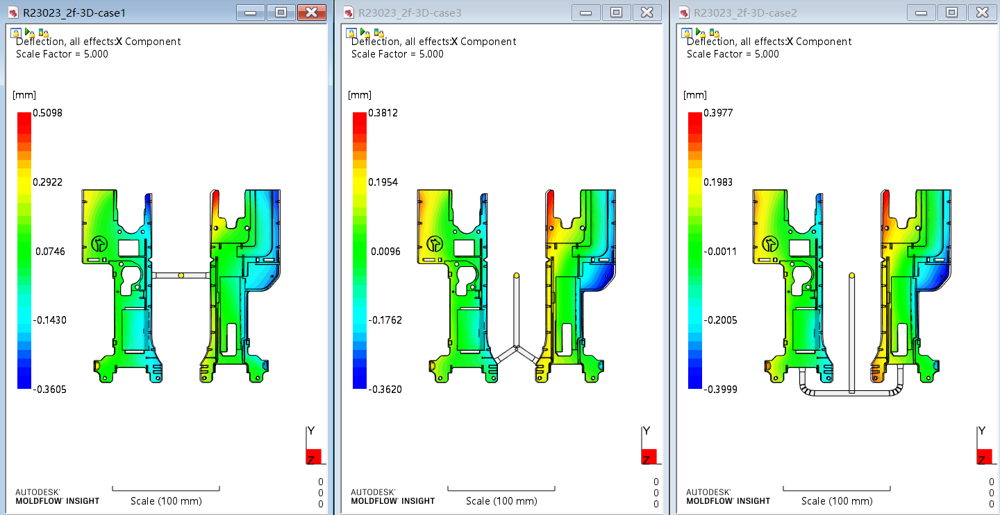 R23023_2f-3D-case1
Deflection, all effects:X Component
Scale Factor = 5.000
[mm]
0.5098
0.2922
0.0746
-0.1430
-0.3605
Y
Z
0
0
0
AUTODESK®
MOLDFLOW® INSIGHT
Scale (100 mm)
R23023_2f-3D-case3
Deflection, all effects:X Component
Scale Factor = 5.000
[mm]
0.3812
0.1954
0.0096
-0.1762
-0.3620
Y
Z
0
0
0
AUTODESK®
MOLDFLOW® INSIGHT
Scale (100 mm)
R23023_2f-3D-case2
Deflection, all effects:X Component
Scale Factor = 5.000
[mm]
0.3977
0.1983
-0.0011
-0.2005
-0.3999
Y
Z
0
0
0
AUTODESK®
MOLDFLOW® INSIGHT
Scale (100 mm)